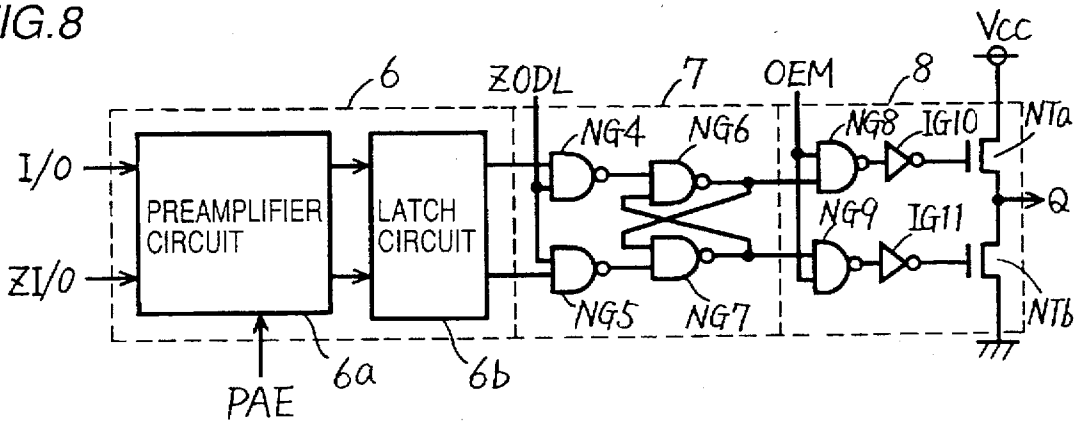 FIG.8
VCC
6
ZODL
7
OEM
8
NG4
NG6
NG8
IG10
NTa
I/O
PREAMPLIFIER
CIRCUIT
LATCH
CIRCUIT
Q
NG9
IG11
ZI/O
NG5
NG7
NTb
6a
6b
PAE